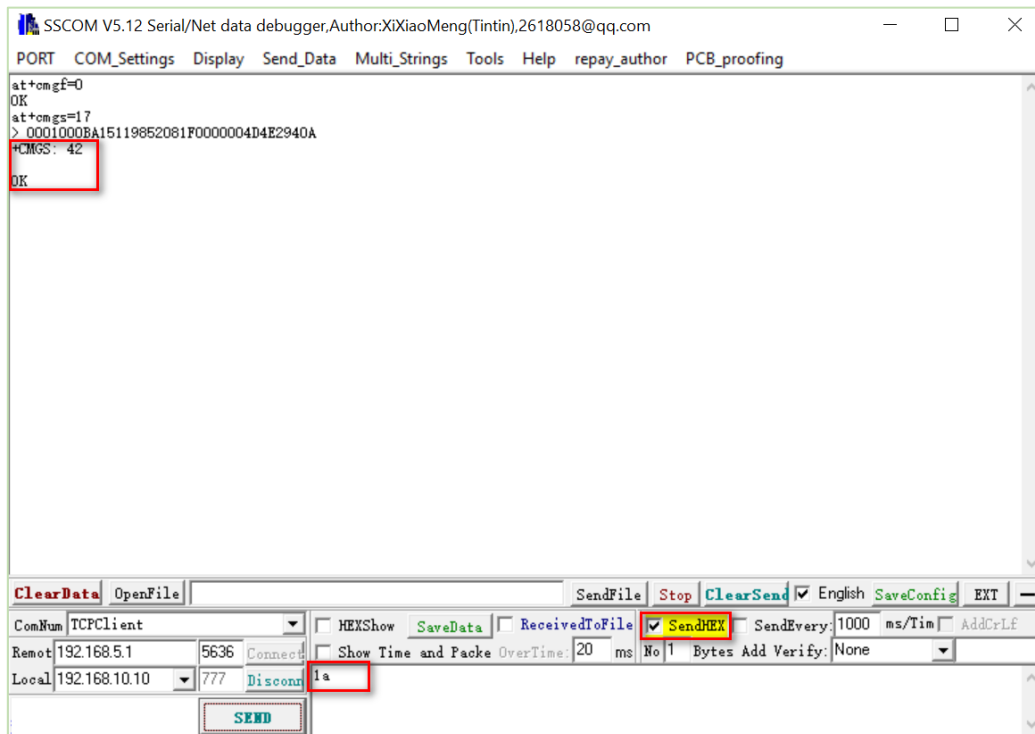 SSCOM V5.12 Serial/Net data debugger,Author:XiXiaoMeng(Tintin),2618058@qq.com
PORT COM_Settings Display Send_Data Multi_Strings Tools Help repay_author PCB_proofing
at+cmgf=0
OK
at+cmgs=17
> 0001000BA15119852081F0000004D4E2940A
+CMGS: 42
OK
ClearData OpenFile SendFile Stop ClearSend English SaveConfig EXT
ComNum TCPClient HEXShow SaveData ReceivedToFile SendHEX SendEvery: 1000 ms/Tim AddCrLf
Remot 192.168.5.1 5636 Connect Show Time and Packe OverTime: 20 ms No 1 Bytes Add Verify: None
Local 192.168.10.10 777 Disconn 1a
SEND